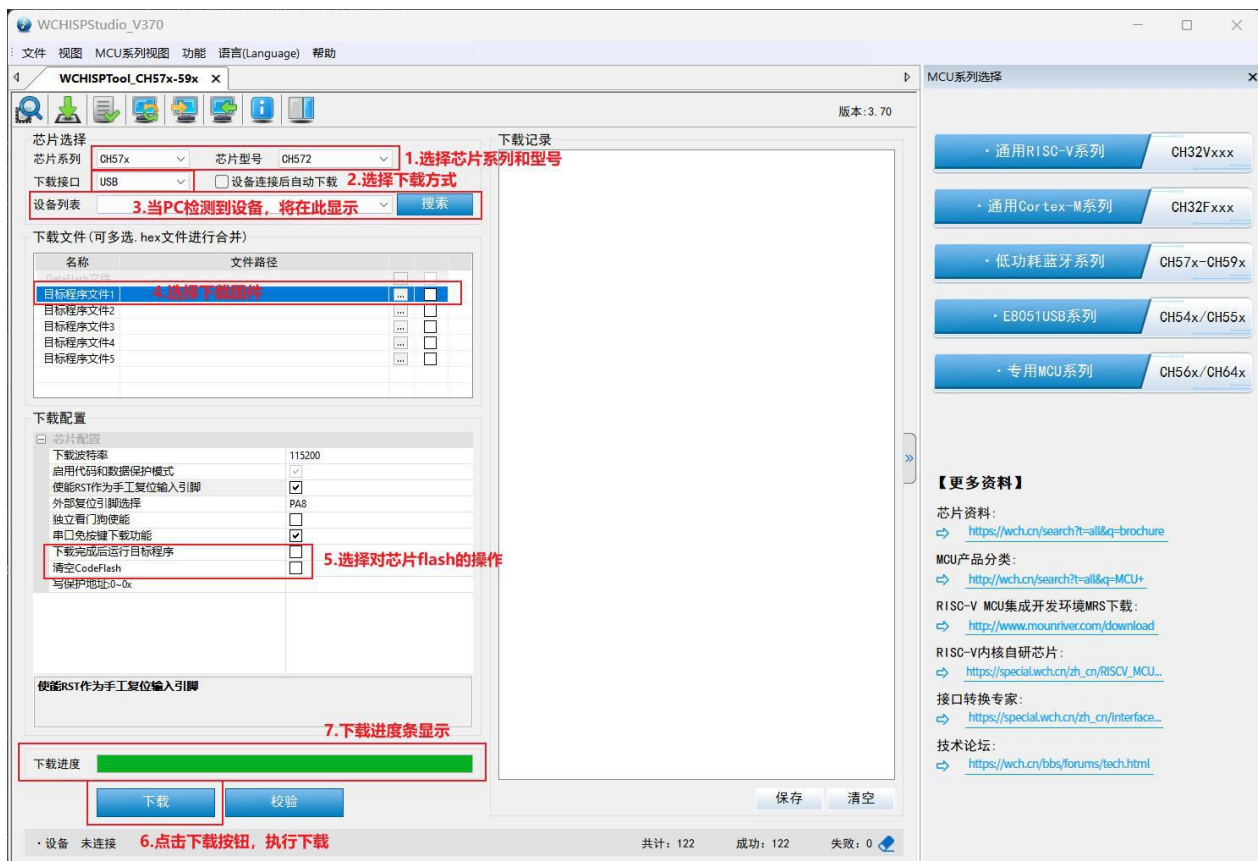 WCHISPStudio_V370
文件 视图 MCU系列视图 功能 语言(Language) 帮助
WCHISPTool_CH57x-59x
版本:3.70
芯片选择
芯片系列 CH57x 芯片型号 CH572 1.选择芯片系列和型号
下载接口 USB 设备连接后自动下载 2.选择下载方式
设备列表 3.当PC检测到设备，将在此显示 搜索
下载文件(可多选.hex文件进行合并)
名称 文件路径
DataFlash文件 ...
目标程序文件1 4.选择下载固件 ...
目标程序文件2 ...
目标程序文件3 ...
目标程序文件4 ...
目标程序文件5 ...
下载配置
芯片配置
下载波特率 115200
启用代码和数据保护模式
使能RST作为手工复位输入引脚
外部复位引脚选择 PA8
独立看门狗使能
串口免按键下载功能
下载完成后运行目标程序
清空CodeFlash
5.选择对芯片flash的操作
写保护地址:0~0x
使能RST作为手工复位输入引脚
7.下载进度条显示
下载进度
下载 校验
6.点击下载按钮，执行下载
·设备 未连接
下载记录
保存 清空
共计: 122 成功: 122 失败: 0
MCU系列选择
·通用RISC-V系列 CH32Vxxx
·通用Cortex-M系列 CH32Fxxx
·低功耗蓝牙系列 CH57x-CH59x
·E8051USB系列 CH54x/CH55x
·专用MCU系列 CH56x/CH64x
【更多资料】
芯片资料:
https://wch.cn/search?t=all&q=brochure
MCU产品分类:
http://wch.cn/search?t=all&q=MCU+
RISC-V MCU集成开发环境MRS下载:
http://www.mounriver.com/download
RISC-V内核自研芯片:
https://special.wch.cn/zh_cn/RISCV_MCU...
接口转换专家:
https://special.wch.cn/zh_cn/interface...
技术论坛:
https://wch.cn/bbs/forums/tech.html